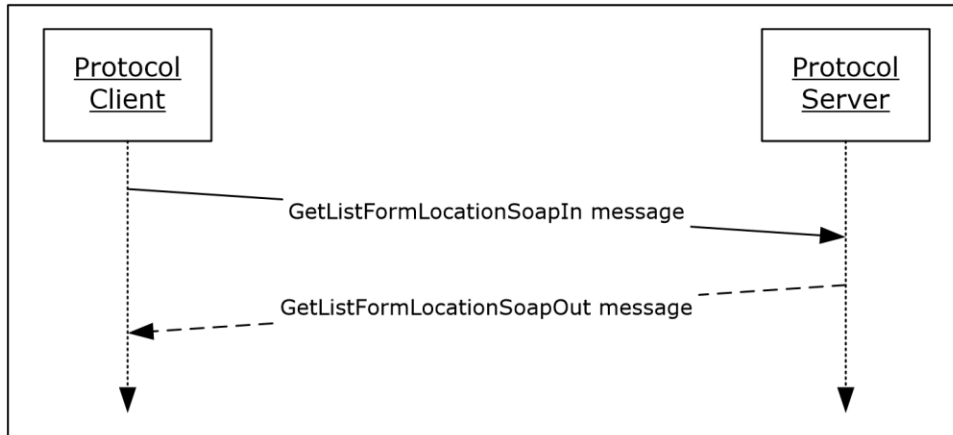 Protocol
Client
Protocol
Server
GetListFormLocationSoapIn message
GetListFormLocationSoapOut message